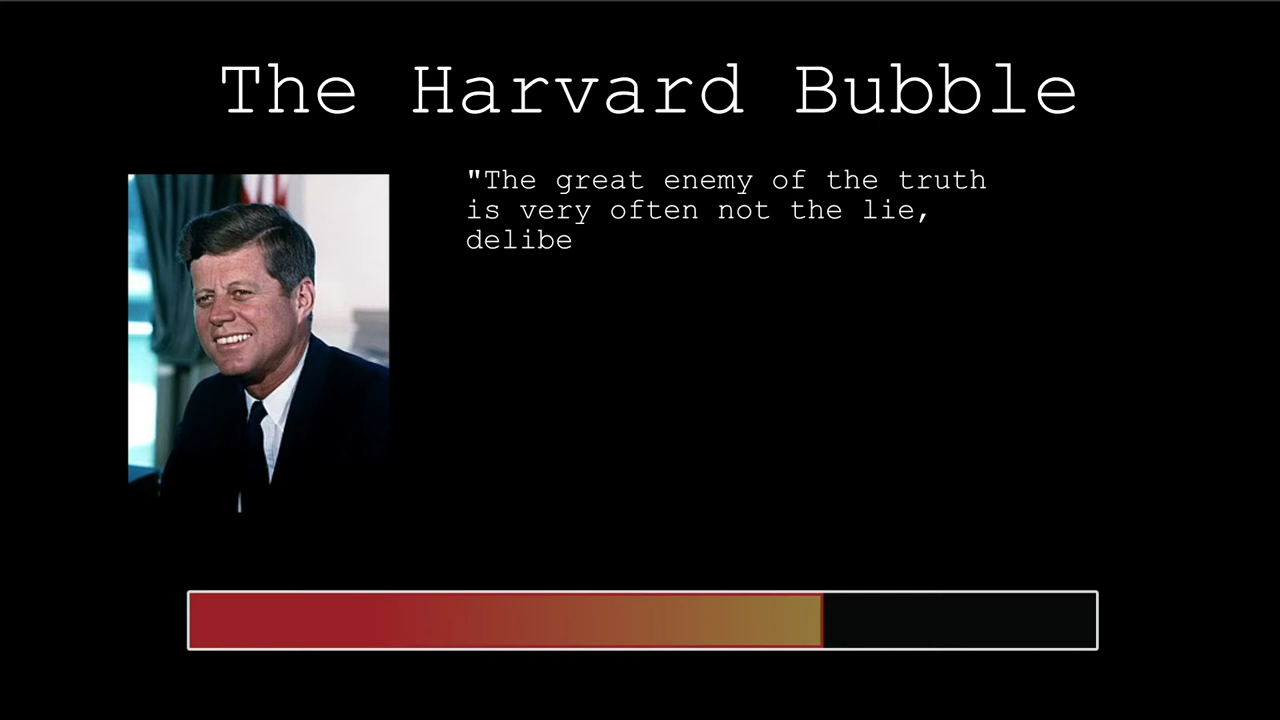 The Harvard Bubble
"The great enemy of the truth
is very often not the lie,
delibe